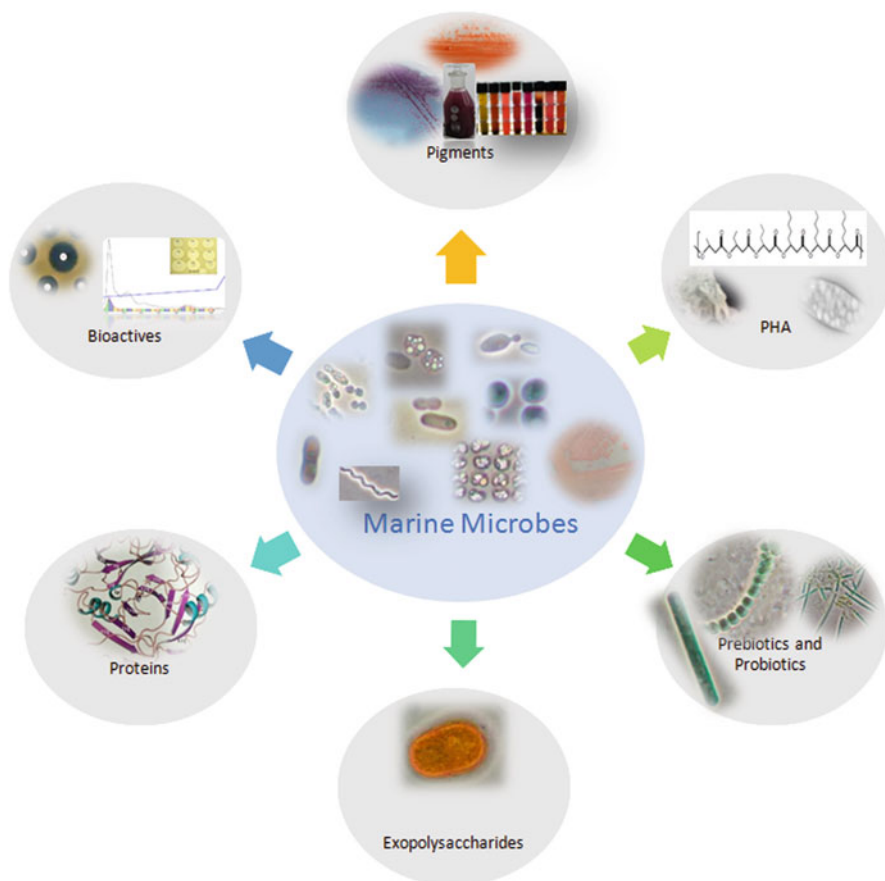 Pigments
Bioactives
PHA
Marine Microbes
Proteins
Prebiotics and
Probiotics
Exopolysaccharides